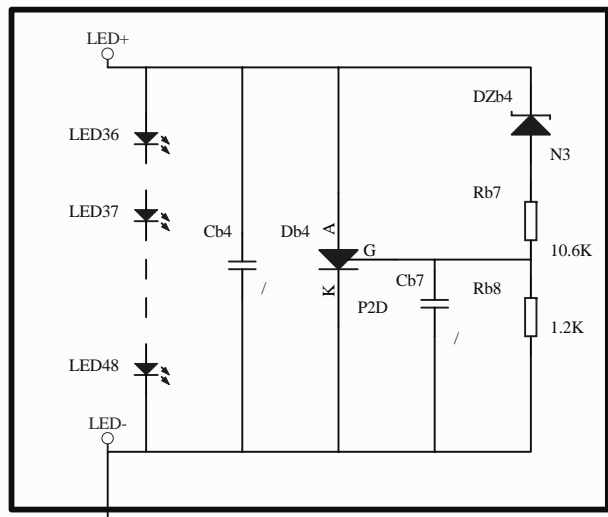 LED+
DZb4
LED36
N3
Rb7
LED37
Cb4
Db4
A
G
10.6K
Cb7
Rb8
/
K
P2D
/
1.2K
LED48
LED-